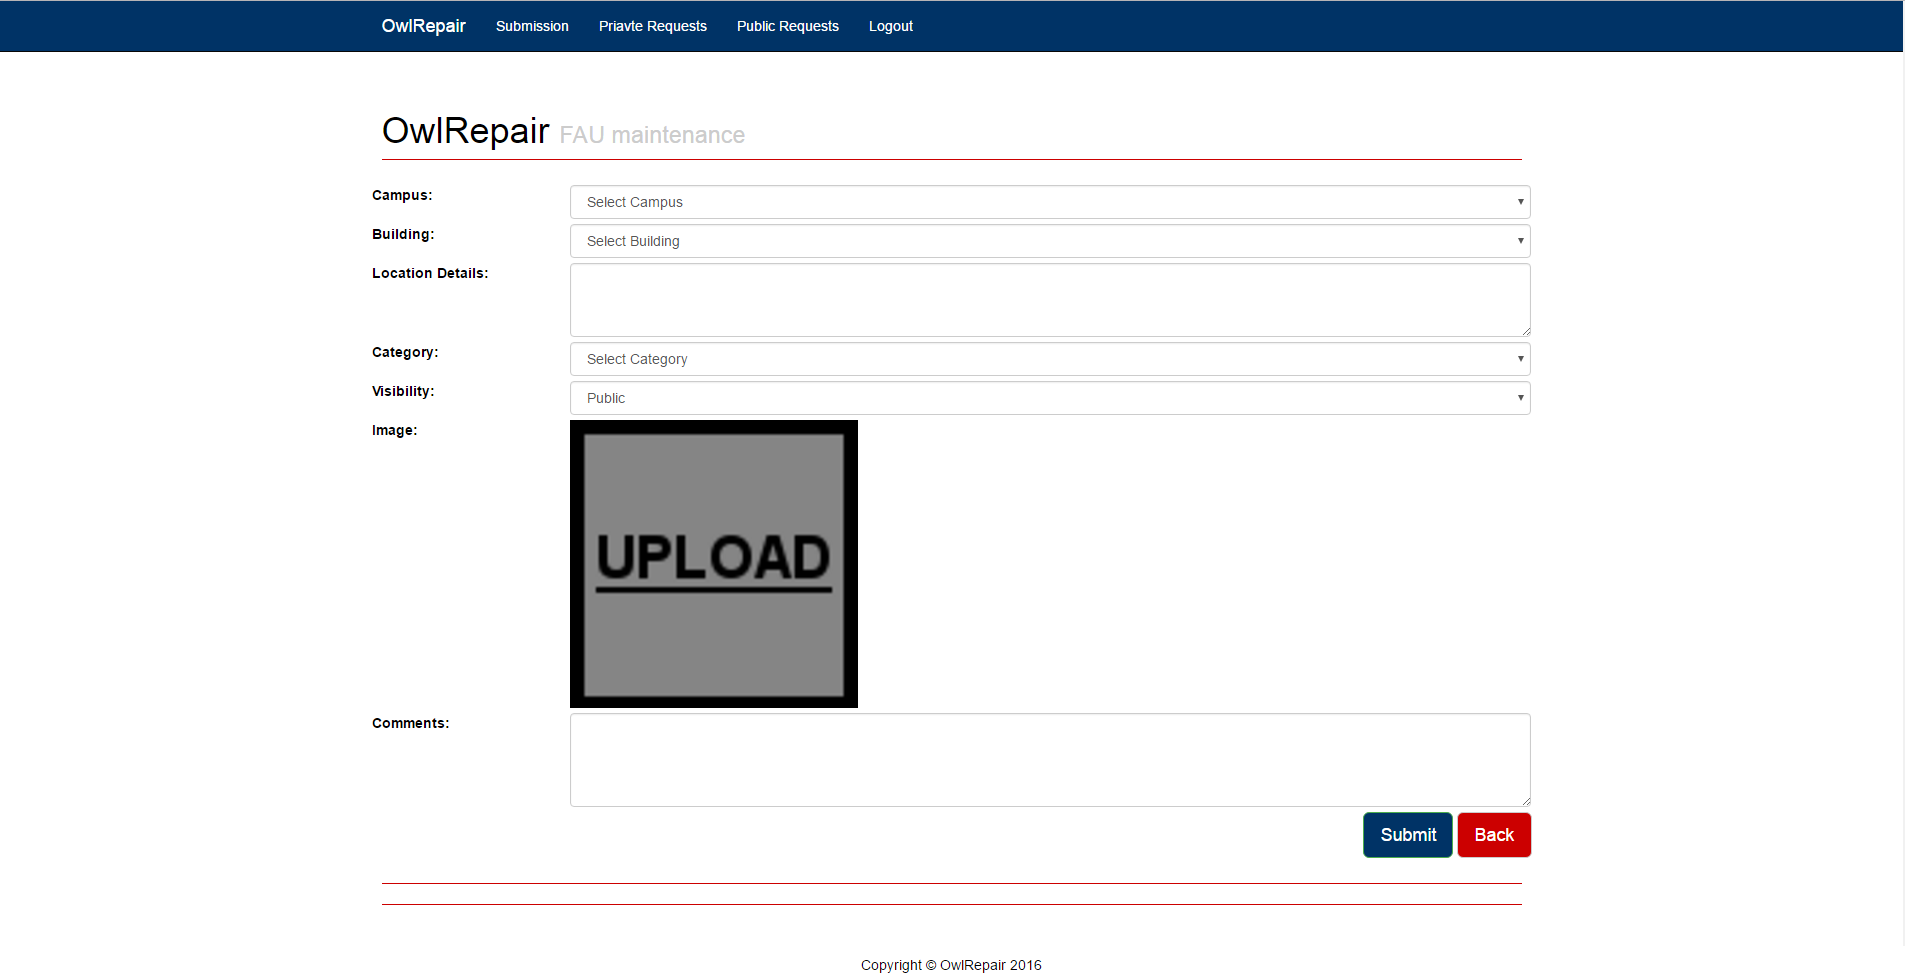 OwlRepair Submission Priavte Requests Public Requests Logout
OwlRepair FAU maintenance
Campus: Select Campus
Building: Select Building
Location Details:
Category: Select Category
Visibility: Public
Image:
UPLOAD
Comments:
Submit Back
Copyright © OwlRepair 2016